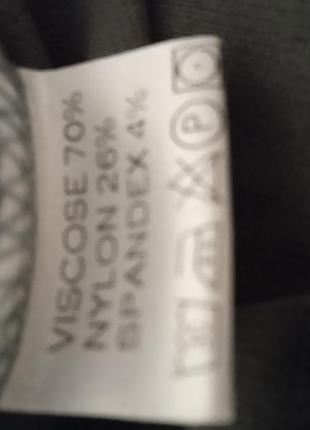 VISCOSE 70%
NYLON 26%
SPANDEX 4%
P